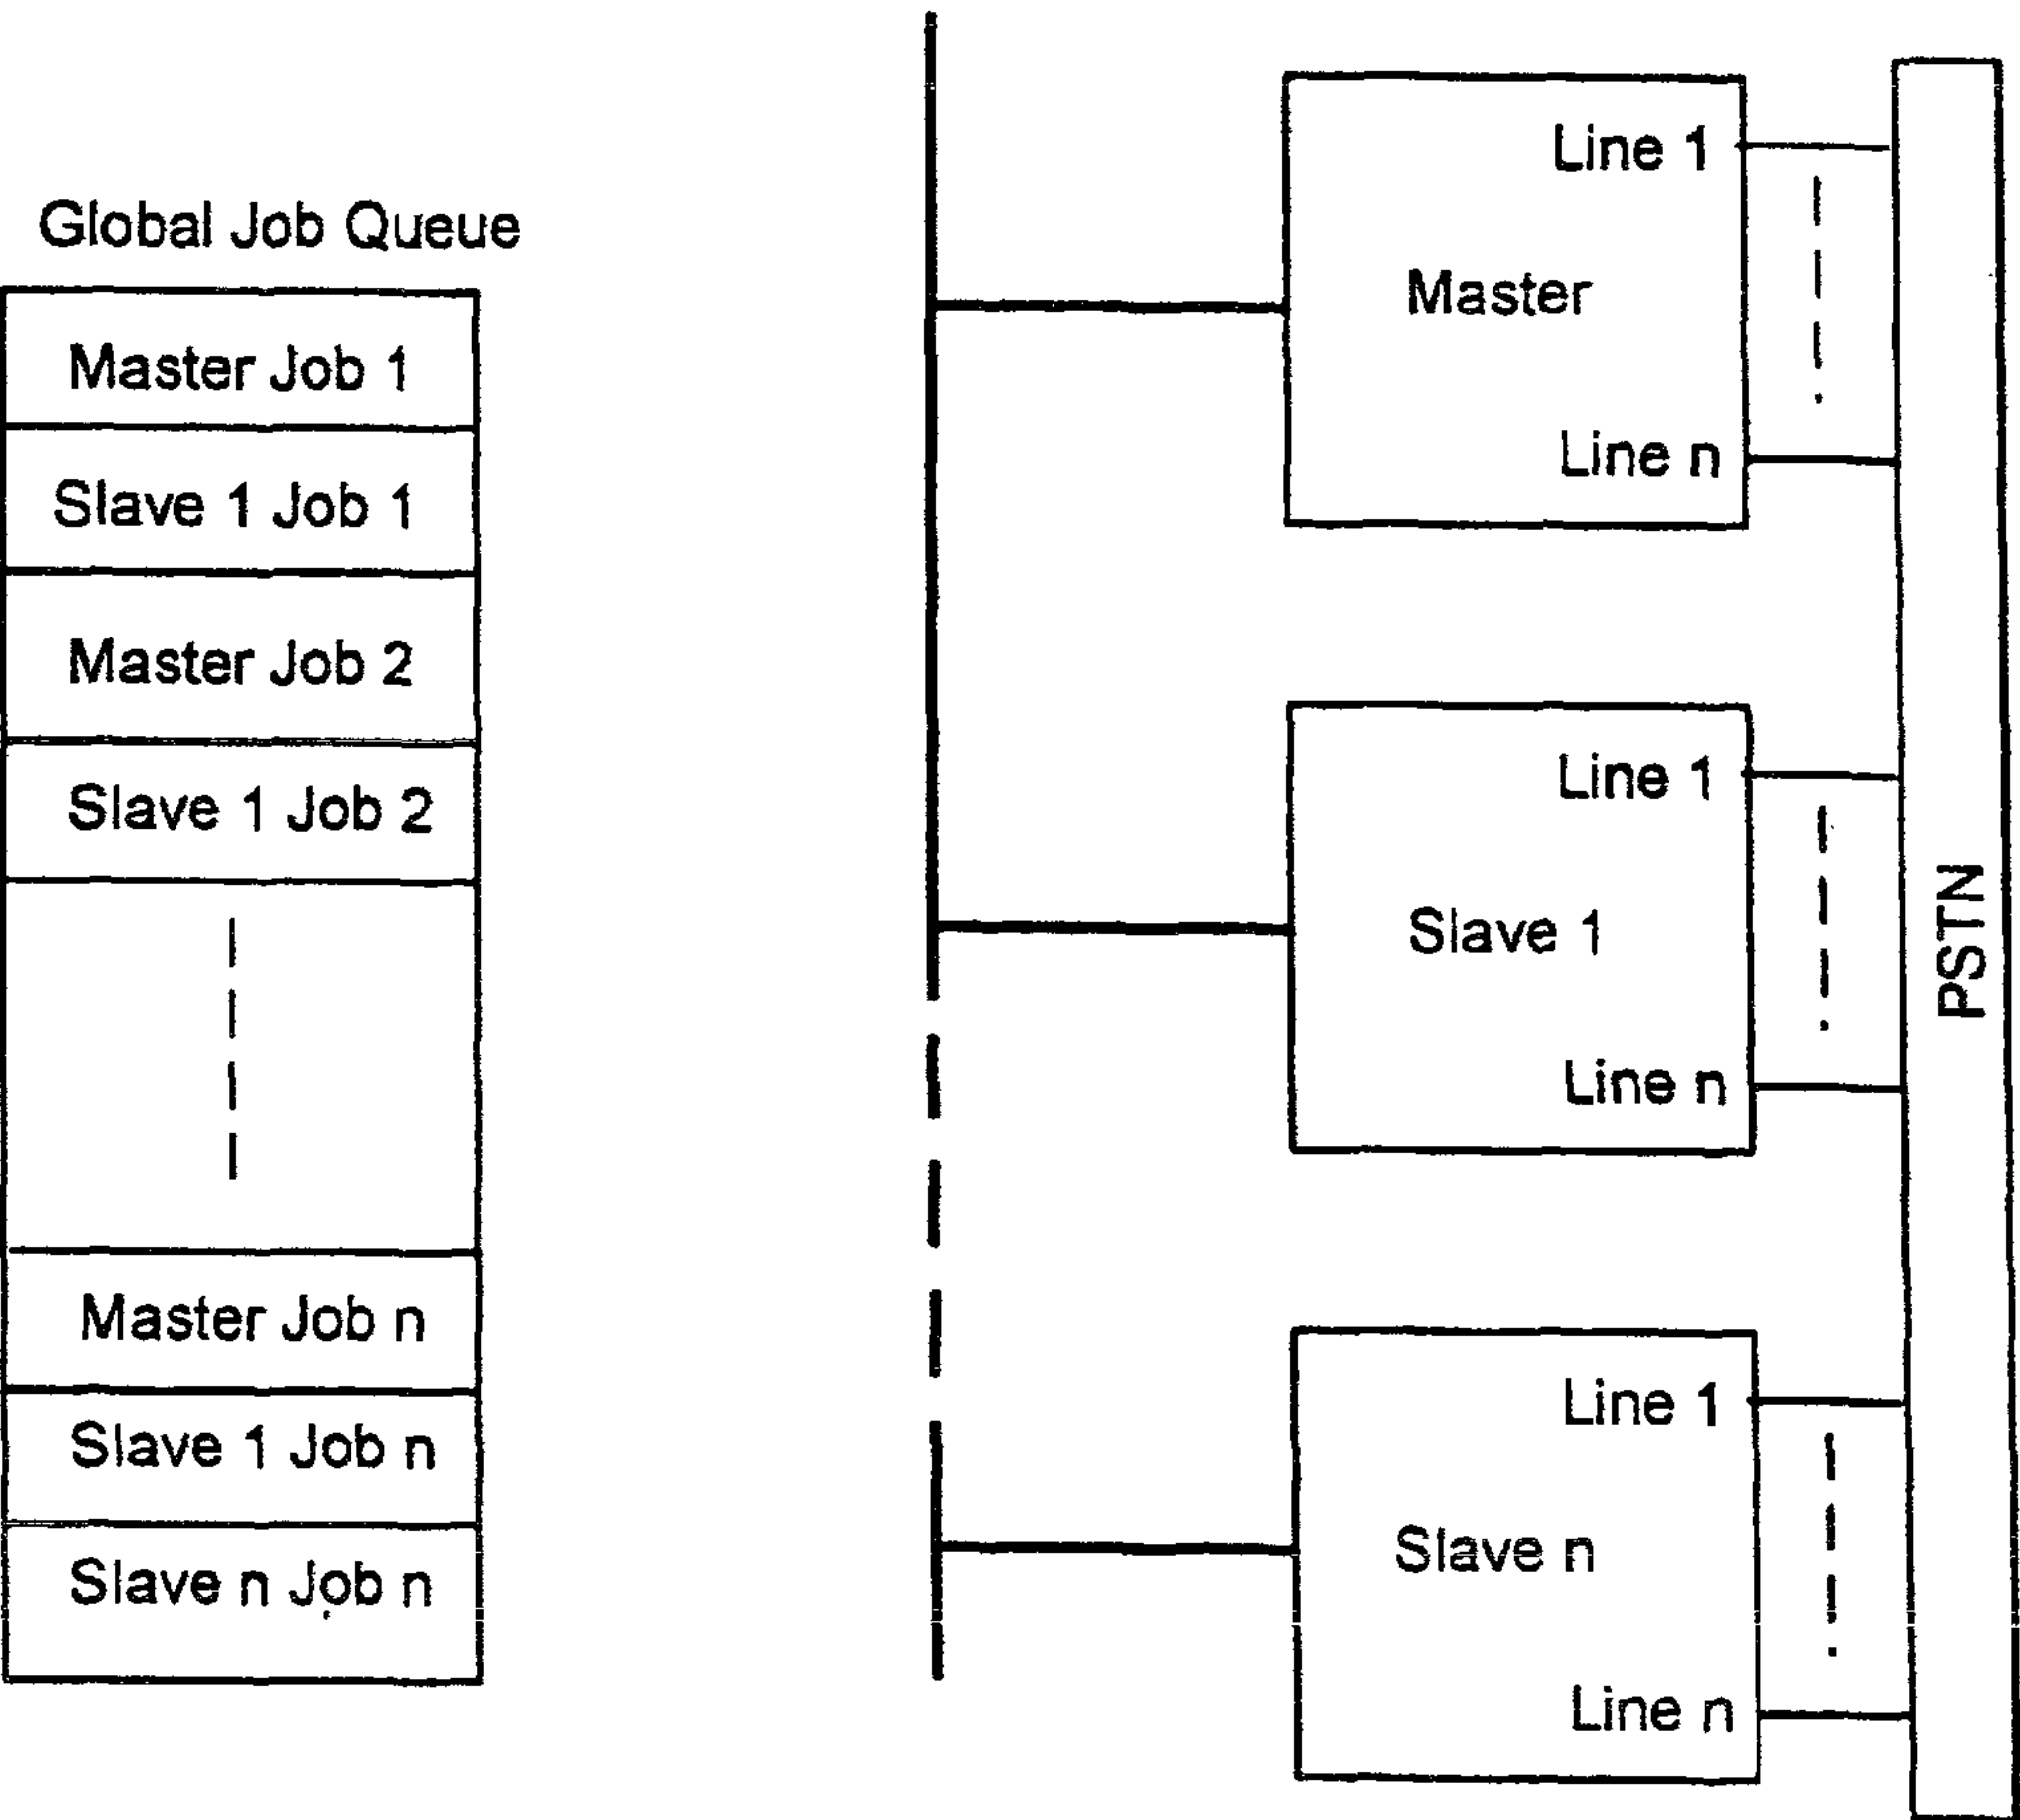 Global Job Queue
Master Job 1
Slave 1 Job 1
Master Job 2
Slave 1 Job 2
Master Job n
Slave 1 Job n
Slave n Job n
Line 1
Master
Line n
Line 1
Slave 1
Line n
Line 1
Slave n
Line n
PSTN